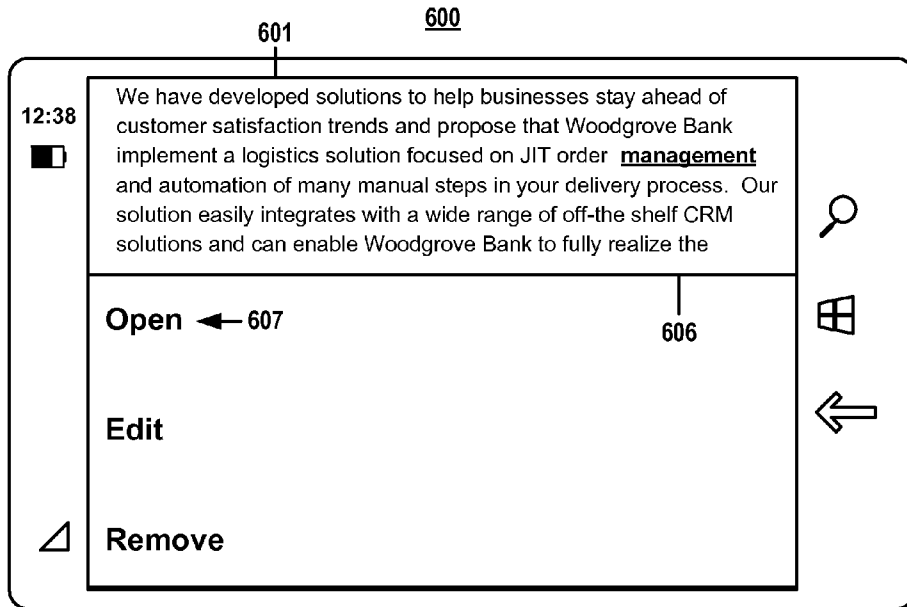 600
601
12:38
We have developed solutions to help businesses stay ahead of
customer satisfaction trends and propose that Woodgrove Bank
implement a logistics solution focused on JIT order management
and automation of many manual steps in your delivery process. Our
solution easily integrates with a wide range of off-the shelf CRM
solutions and can enable Woodgrove Bank to fully realize the
Open 607
606
Edit
Remove